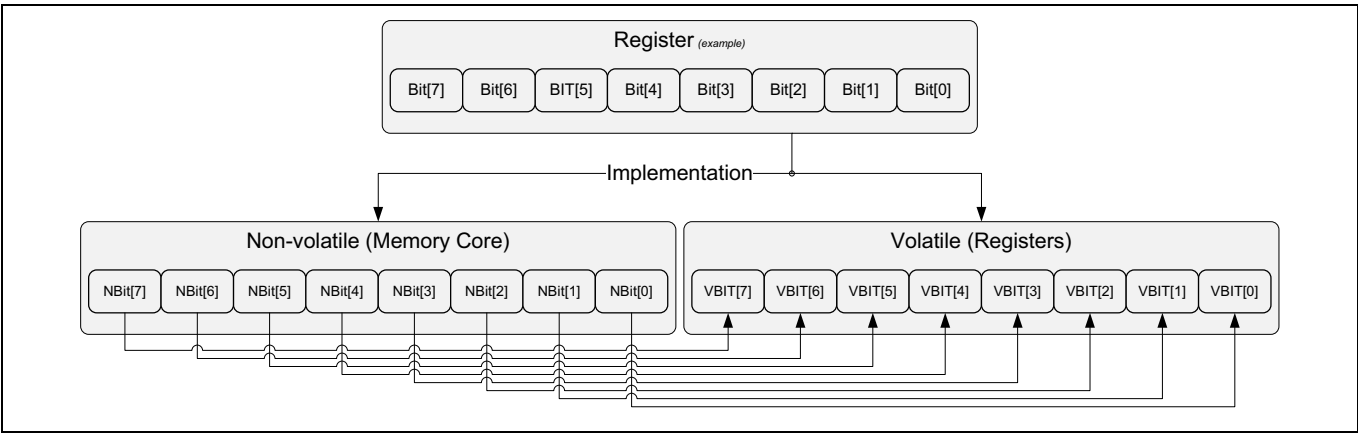 Register (example)
Bit[7] Bit[6] BIT[5] Bit[4] Bit[3] Bit[2] Bit[1] Bit[0]
Implementation
Non-volatile (Memory Core)
NBit[7] NBit[6] NBit[5] NBit[4] NBit[3] NBit[2] NBit[1] NBit[0]
Volatile (Registers)
VBIT[7] VBIT[6] VBIT[5] VBIT[4] VBIT[3] VBIT[2] VBIT[1] VBIT[0]